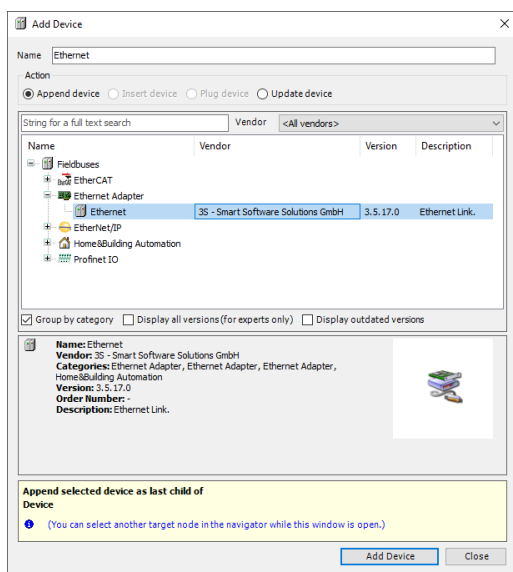 Add Device
Name Ethernet
Action
Append device Insert device Plug device Update device
String for a full text search Vendor <All vendors>
Name Vendor Version Description
Fieldbuses
EtherCAT
Ethernet Adapter
Ethernet 3S - Smart Software Solutions GmbH 3.5.17.0 Ethernet Link.
EtherNet/IP
Home&Building Automation
Profinet IO
Group by category Display all versions (for experts only) Display outdated versions
Name: Ethernet
Vendor: 3S - Smart Software Solutions GmbH
Categories: Ethernet Adapter, Ethernet Adapter, Ethernet Adapter,
Home&Building Automation
Version: 3.5.17.0
Order Number: -
Description: Ethernet Link.
Append selected device as last child of
Device
(You can select another target node in the navigator while this window is open.)
Add Device Close